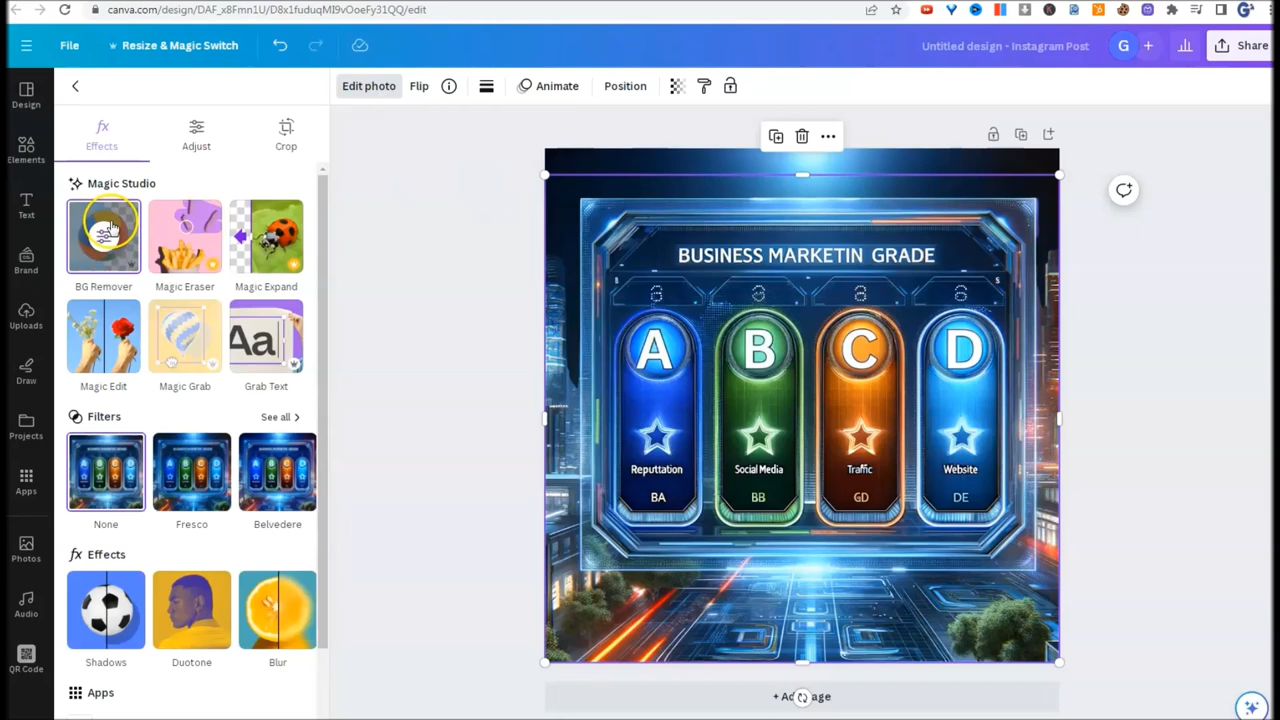 canva.com/design/DAF_x8Fmn1U/D8x1fuduqMI9vOoeFy31QQ/edit
File
Resize & Magic Switch
Untitled design - Instagram Post
G
Share
Design
Elements
Text
Brand
Uploads
Draw
Projects
Apps
Photos
Audio
QR Code
Effects
Adjust
Crop
Magic Studio
BG Remover
Magic Eraser
Magic Expand
Aa
Magic Edit
Magic Grab
Grab Text
Filters
See all
None
Fresco
Belvedere
fx Effects
Shadows
Duotone
Blur
Apps
Edit photo
Flip
Animate
Position
BUSINESS MARKETIN GRADE
A
B
C
D
Reputtation
Social Media
Traffic
Website
BA
BB
GD
DE